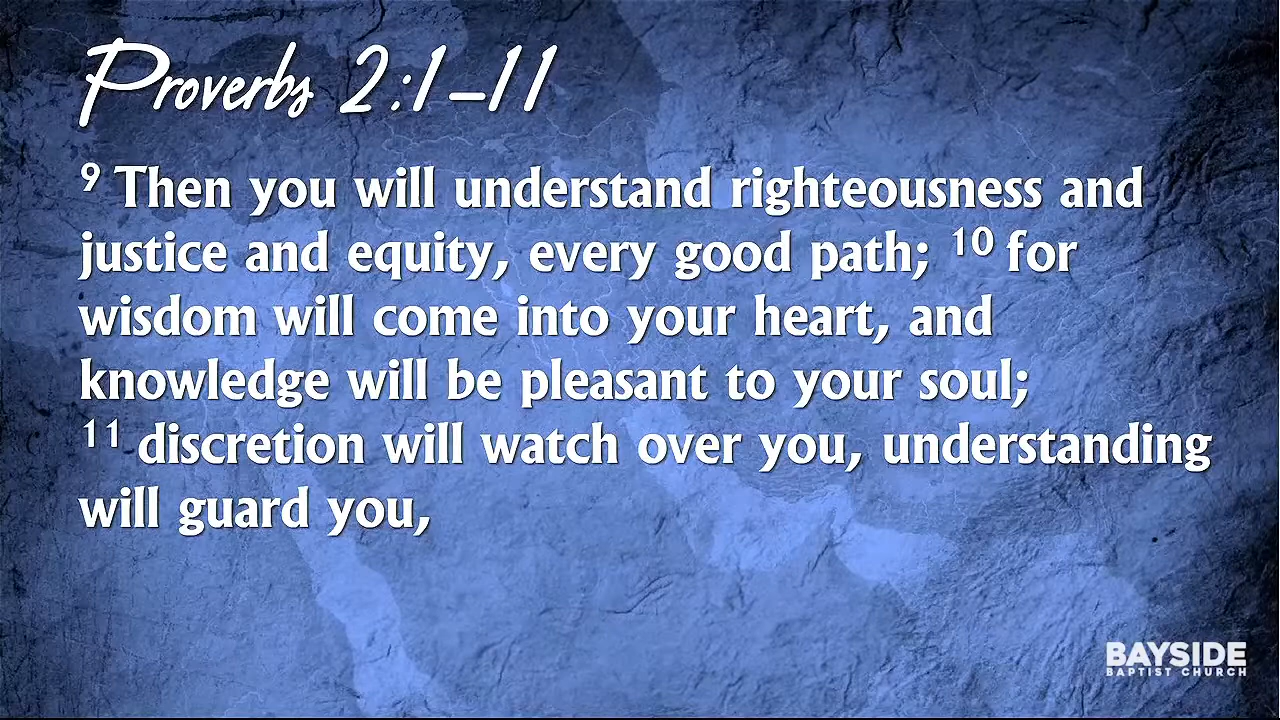 Proverbs 2:1-11
9 Then you will understand righteousness and
justice and equity, every good path; 10 for
wisdom will come into your heart, and
knowledge will be pleasant to your soul;
11 discretion will watch over you, understanding
will guard you,
BAYSIDE
BAPTIST CHURCH